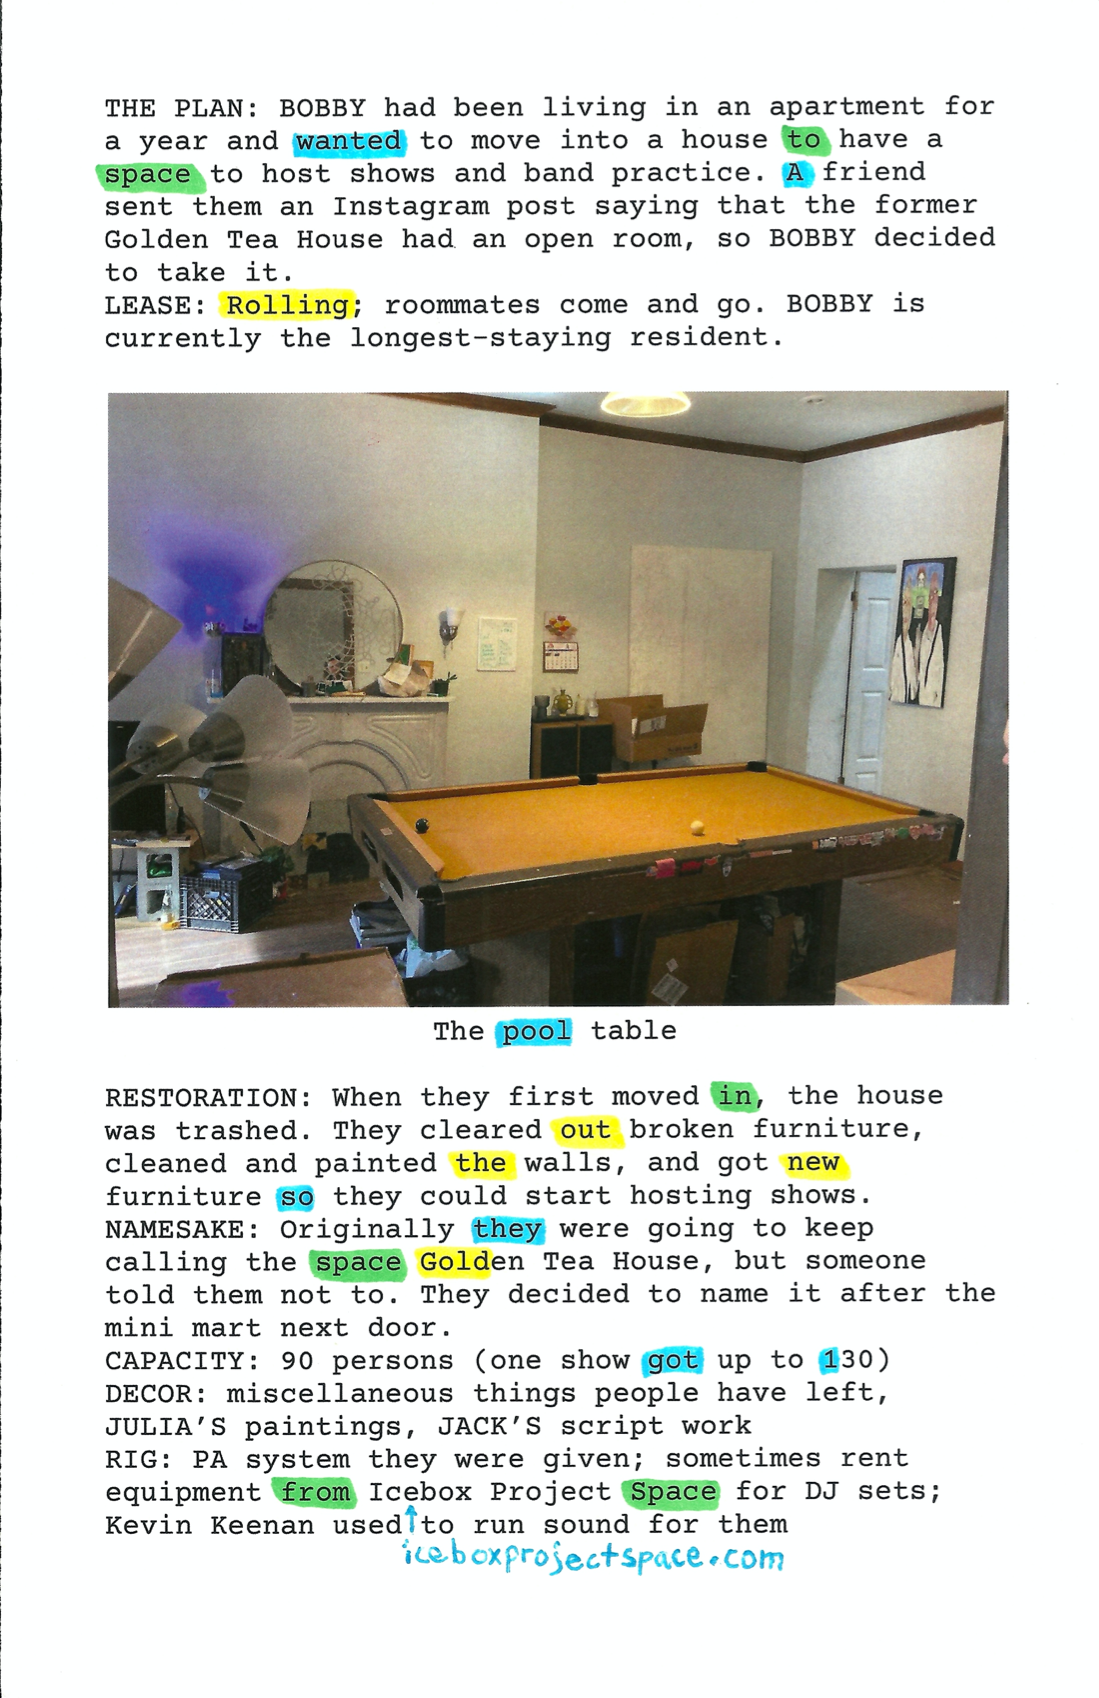 THE PLAN: BOBBY had been living in an apartment for
a year and wanted to move into a house to have a
space to host shows and band practice. A friend
sent them an Instagram post saying that the former
Golden Tea House had an open room, so BOBBY decided
to take it.
LEASE: Rolling; roommates come and go. BOBBY is
currently the longest-staying resident.
The pool table
RESTORATION: When they first moved in, the house
was trashed. They cleared out broken furniture,
cleaned and painted the walls, and got new
furniture so they could start hosting shows.
NAMESAKE: Originally they were going to keep
calling the space Golden Tea House, but someone
told them not to. They decided to name it after the
mini mart next door.
CAPACITY: 90 persons (one show got up to 130)
DECOR: miscellaneous things people have left,
JULIA'S paintings, JACK'S script work
RIG: PA system they were given; sometimes rent
equipment from Icebox Project Space for DJ sets;
Kevin Keenan used to run sound for them
iceboxprojectspace.com